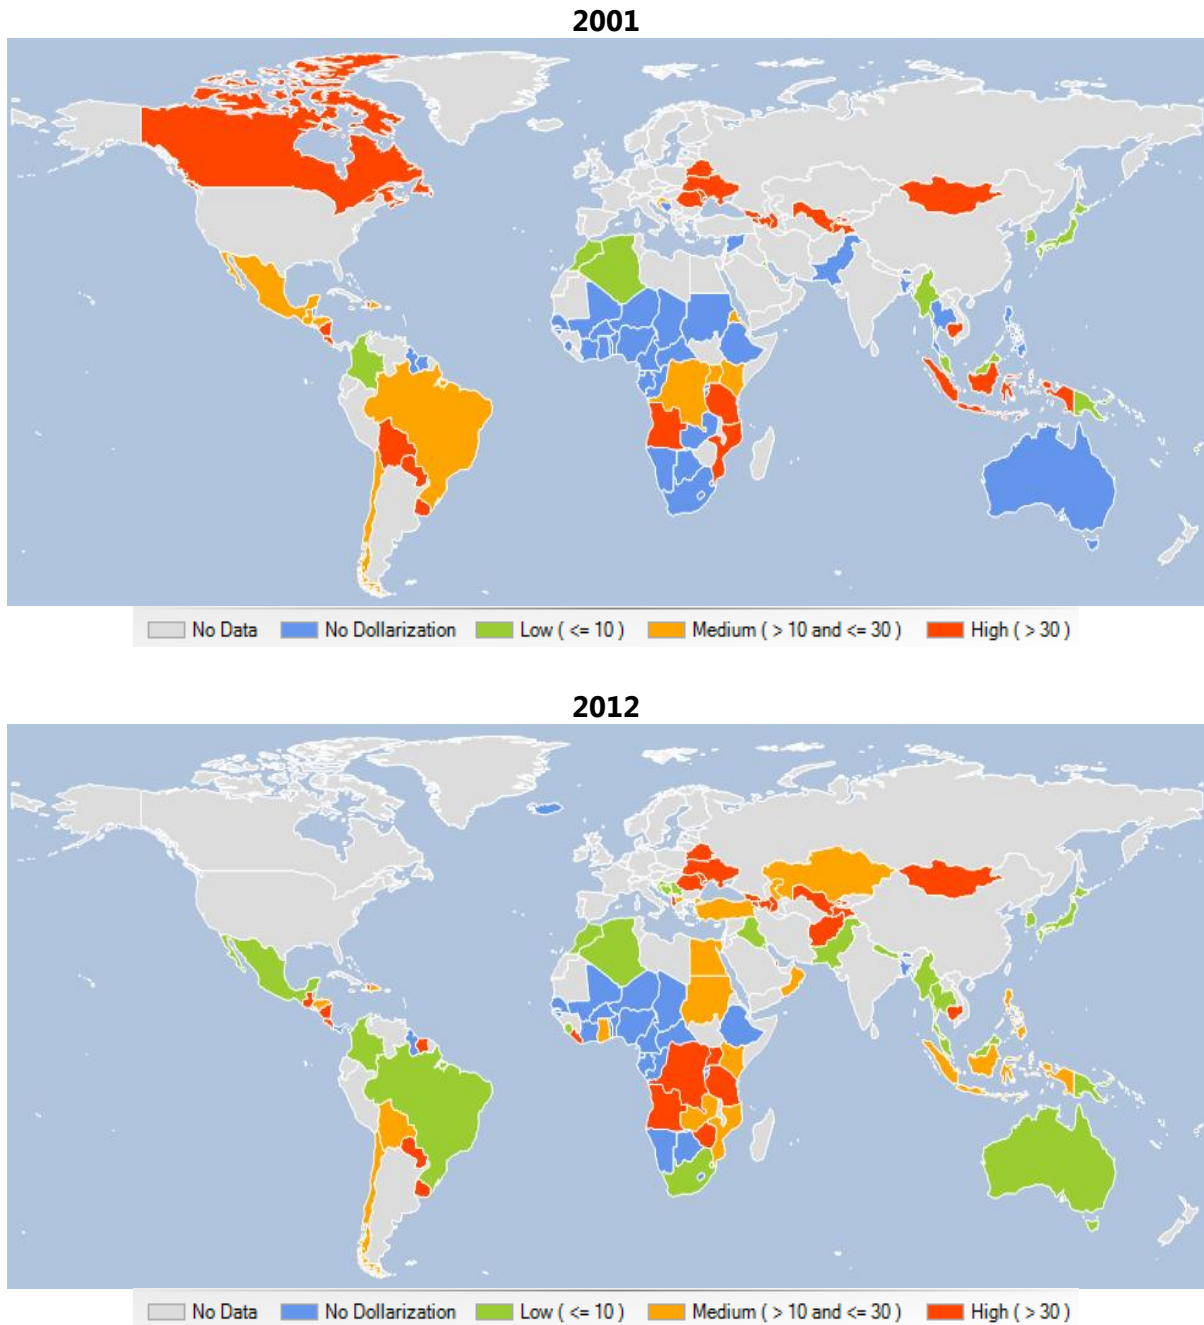 2001
No Data No Dollarization Low ( <= 10 ) Medium ( > 10 and <= 30 ) High ( > 30 )
2012
No Data No Dollarization Low ( <= 10 ) Medium ( > 10 and <= 30 ) High ( > 30 )